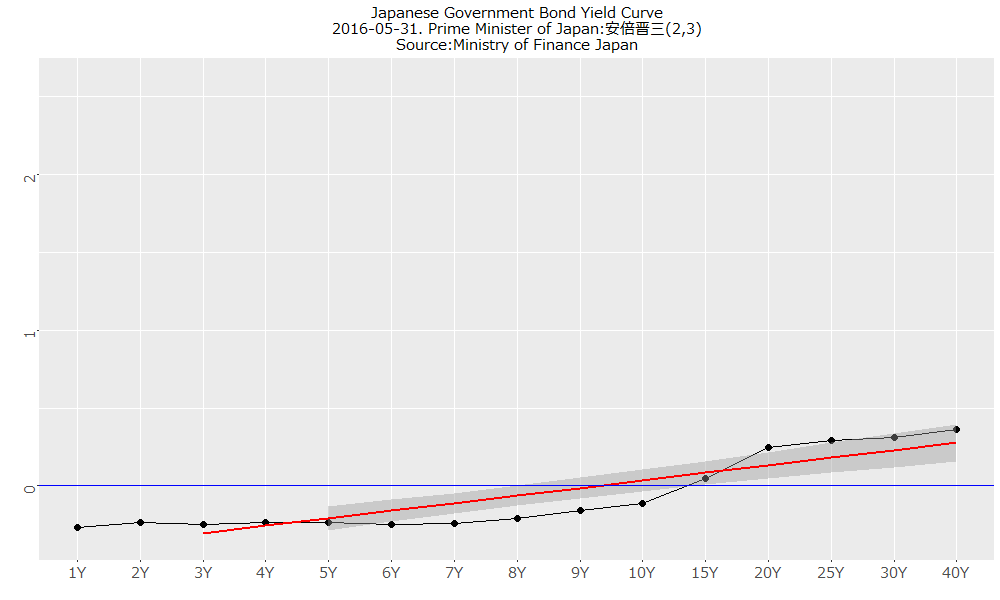 Japanese Government Bond Yield Curve
2016-05-31. Prime Minister of Japan:安倍晋三(2,3)
Source:Ministry of Finance Japan
2
1
0
1Y 2Y 3Y 4Y 5Y 6Y 7Y 8Y 9Y 10Y 15Y 20Y 25Y 30Y 40Y